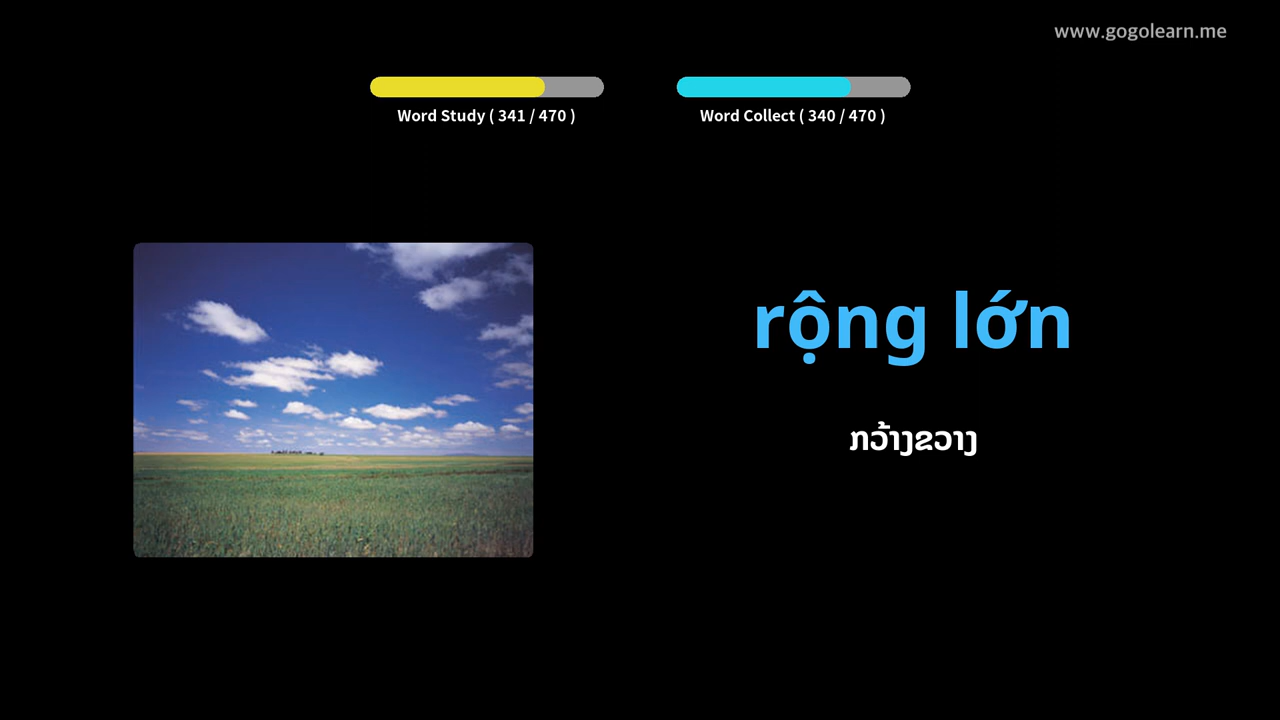 www.gogolearn.me
Word Study ( 341 / 470 )
Word Collect ( 340 / 470 )
rộng lớn
ກວ້າງຂວາງ